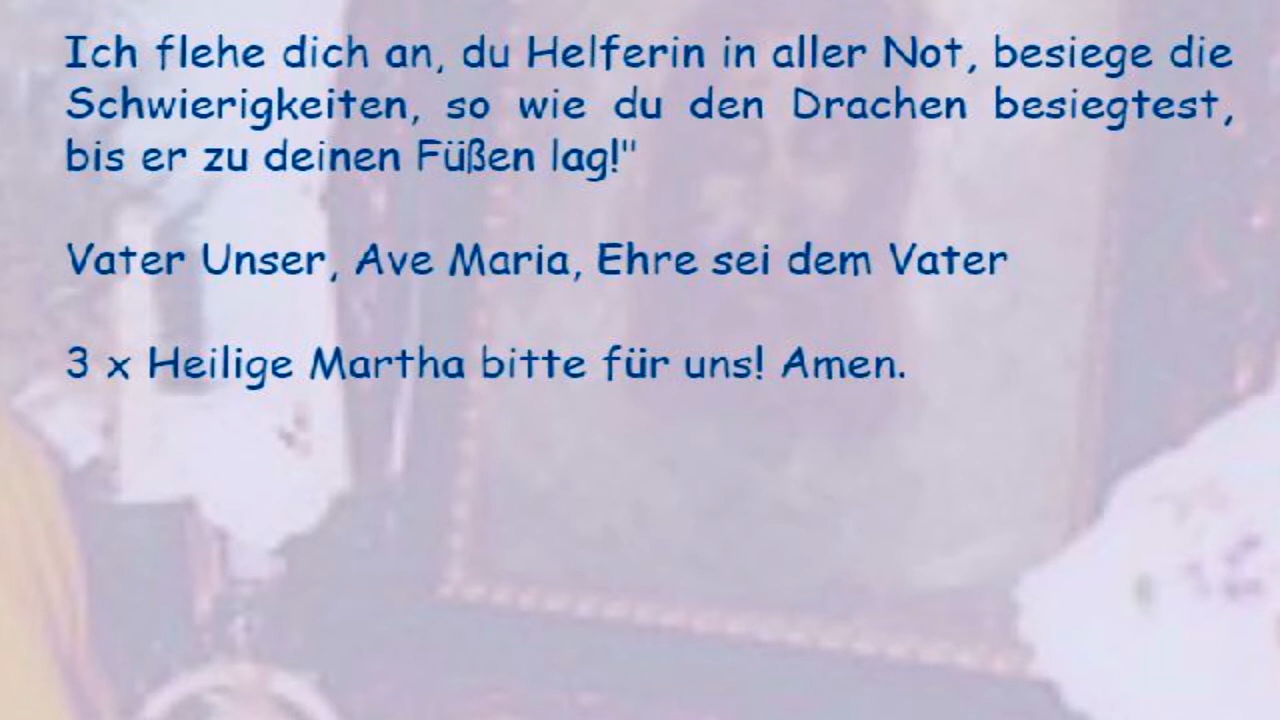 Ich flehe dich an, du Helferin in aller Not, besiege die
Schwierigkeiten, so wie du den Drachen besiegtest,
bis er zu deinen Füßen lag!"
Vater Unser, Ave Maria, Ehre sei dem Vater
3 x Heilige Martha bitte für uns! Amen.